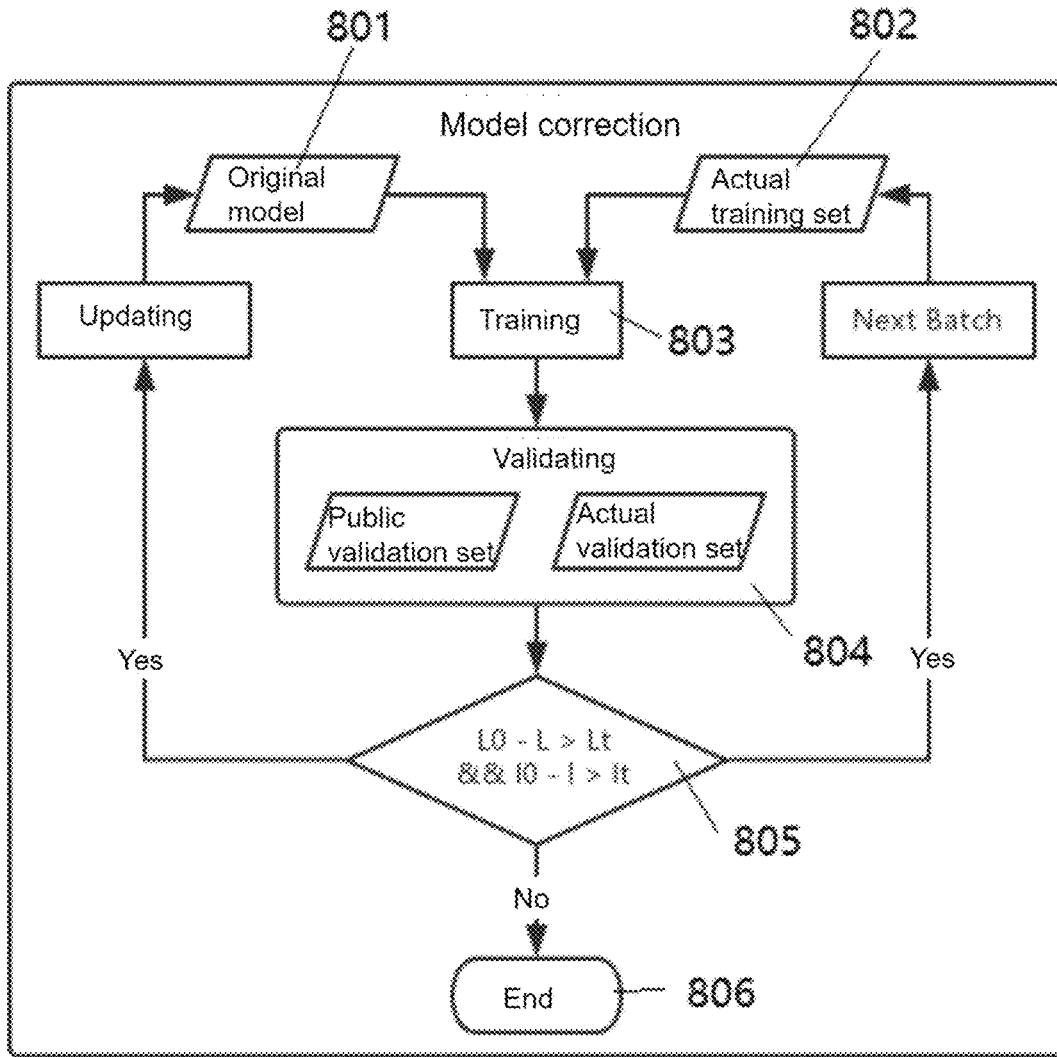 801
802
Model correction
Original
model
Actual
training set
Updating
Training
803
Next Batch
Validating
Public
validation set
Actual
validation set
804
Yes
Yes
L0 - L > Lt
&& l0 - l > lt
805
No
End
806